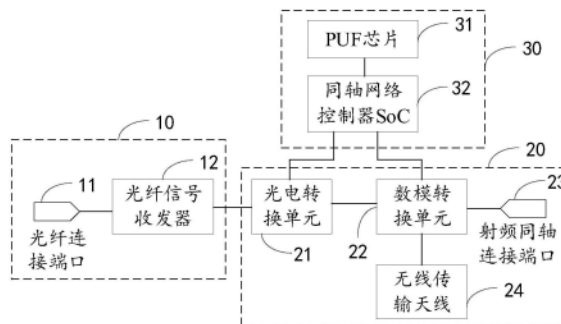 PUF芯片
31
30
同轴网络
控制器SoC
32
10
20
12
11
光纤信号
收发器
光电转
换单元
数模转
换单元
23
光纤连
接端口
21
22
射频同轴
连接端口
无线传
输天线
24